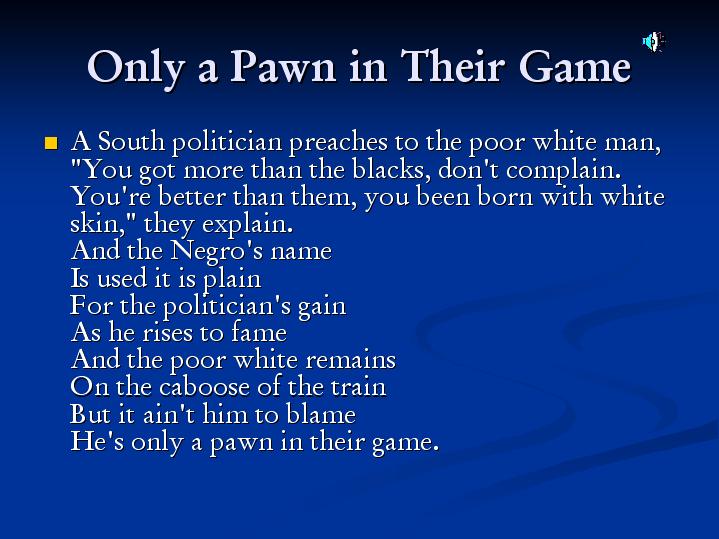 Only a Pawn in Their Game
A South politician preaches to the poor white man,
"You got more than the blacks, don't complain.
You're better than them, you been born with white
skin," they explain.
And the Negro's name
Is used it is plain
For the politician's gain
As he rises to fame
And the poor white remains
On the caboose of the train
But it ain't him to blame
He's only a pawn in their game.